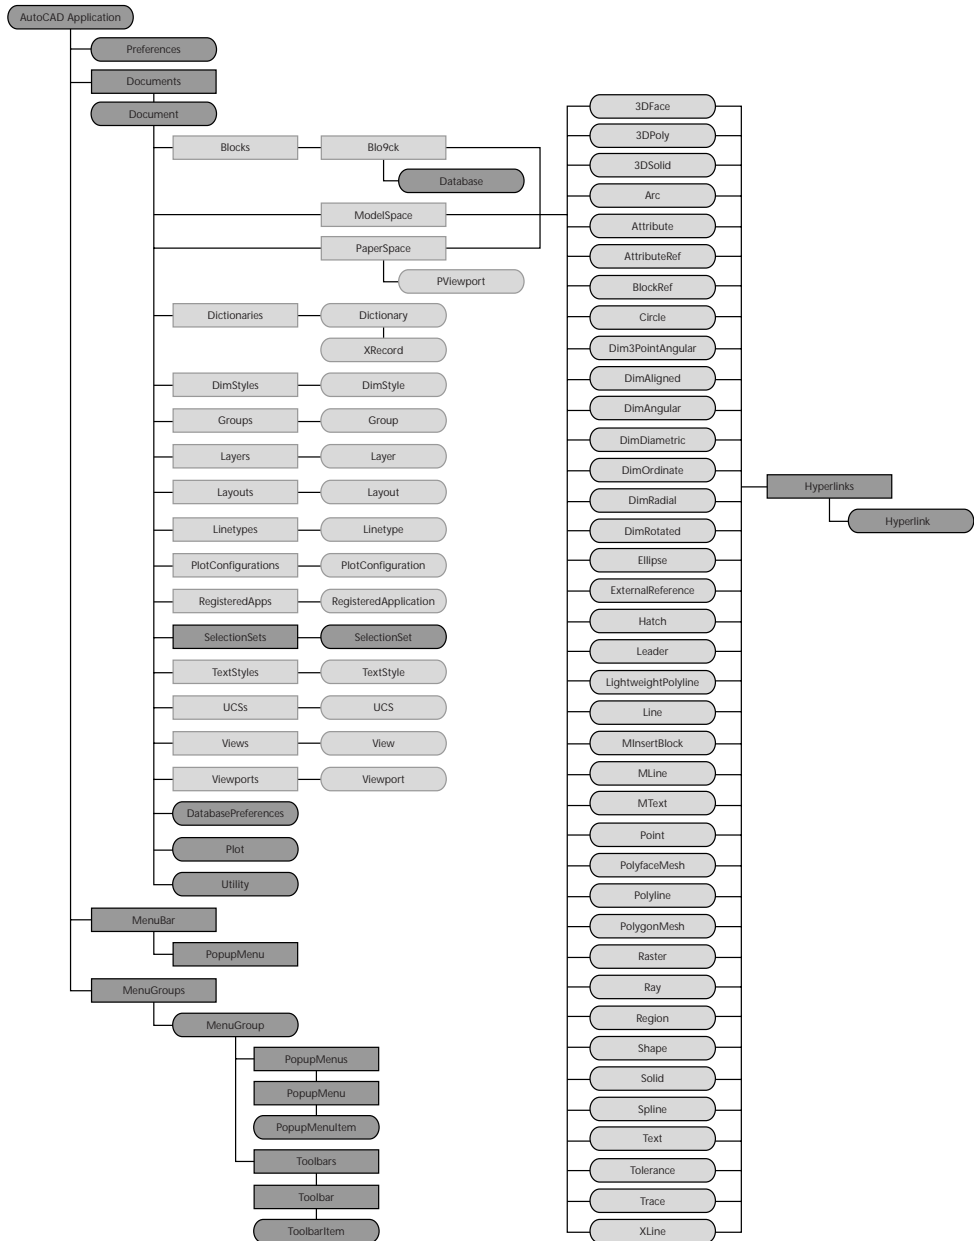 AutoCAD Application
Preferences
Documents
Document
Blocks
Blo9ck
Database
ModelSpace
PaperSpace
PViewport
Dictionaries
Dictionary
XRecord
DimStyles
DimStyle
Groups
Group
Layers
Layer
Layouts
Layout
Linetypes
Linetype
PlotConfigurations
PlotConfiguration
RegisteredApps
RegisteredApplication
SelectionSets
SelectionSet
TextStyles
TextStyle
UCSs
UCS
Views
View
Viewports
Viewport
DatabasePreferences
Plot
Utility
MenuBar
PopupMenu
MenuGroups
MenuGroup
PopupMenus
PopupMenu
PopupMenuItem
Toolbars
Toolbar
ToolbarItem
3DFace
3DPoly
3DSolid
Arc
Attribute
AttributeRef
BlockRef
Circle
Dim3PointAngular
DimAligned
DimAngular
DimDiametric
DimOrdinate
DimRadial
DimRotated
Ellipse
ExternalReference
Hatch
Leader
LightweightPolyline
Line
MInsertBlock
MLine
MText
Point
PolyfaceMesh
Polyline
PolygonMesh
Raster
Ray
Region
Shape
Solid
Spline
Text
Tolerance
Trace
XLine
Hyperlinks
Hyperlink